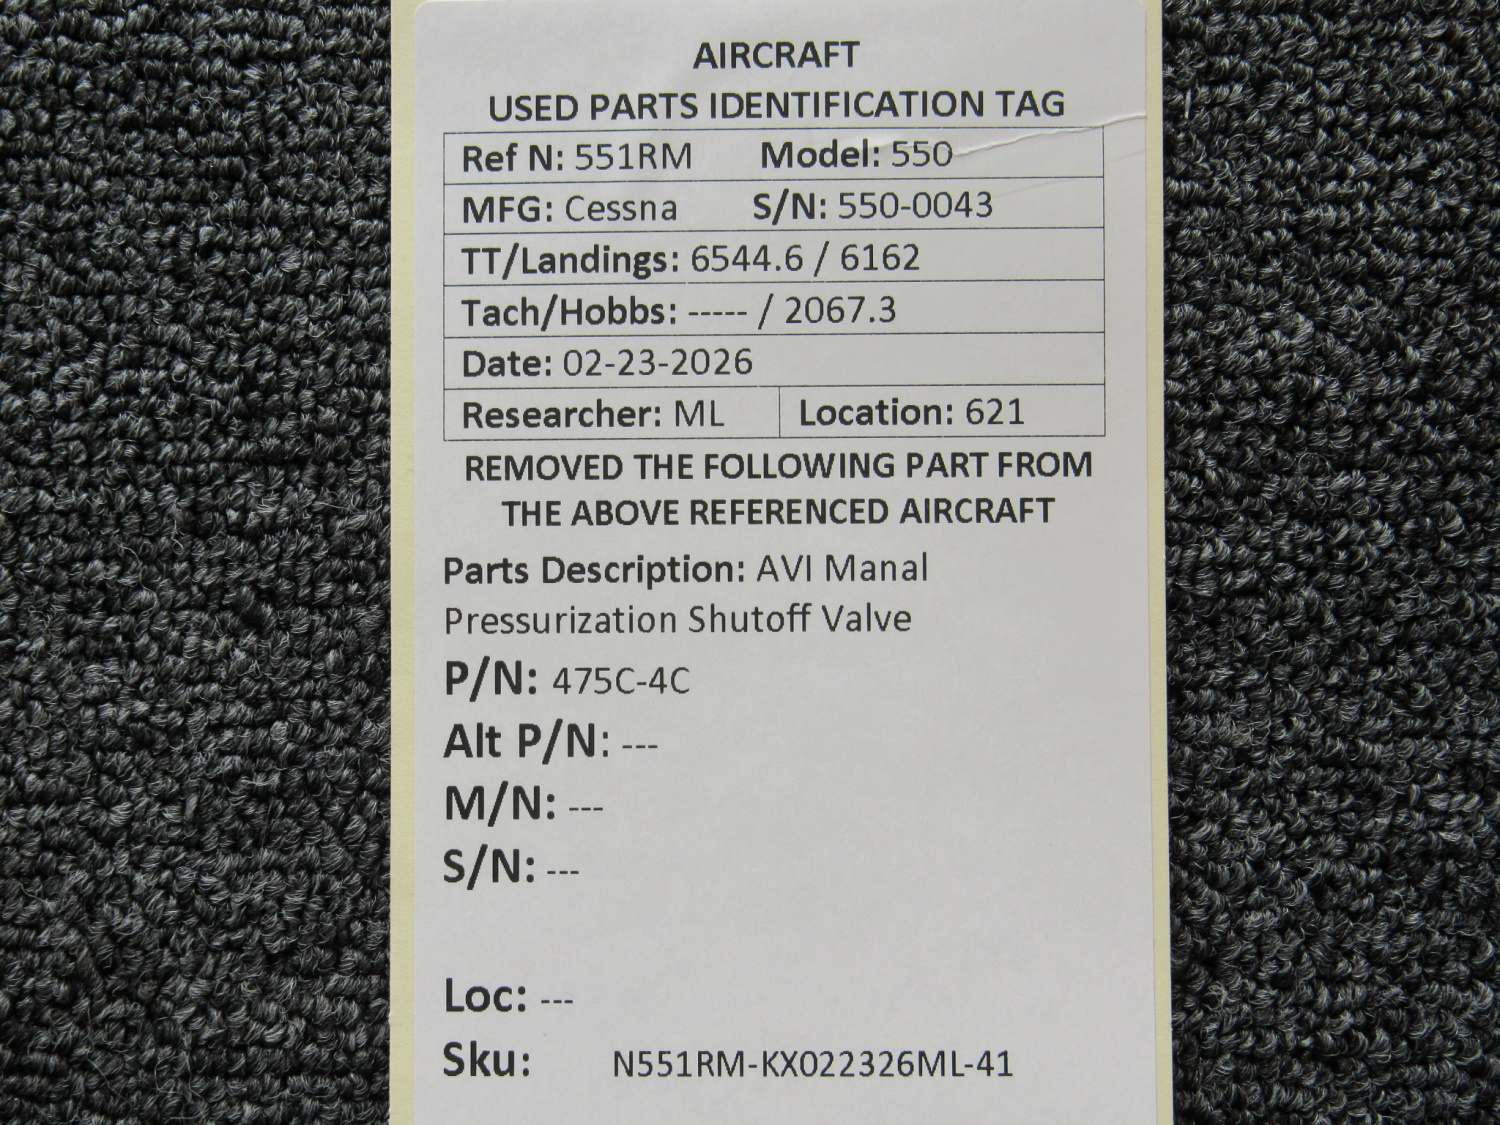 AIRCRAFT
USED PARTS IDENTIFICATION TAG
Ref N: 551RM Model: 550
MFG: Cessna S/N: 550-0043
TT/Landings: 6544.6 / 6162
Tach/Hobbs: ----- / 2067.3
Date: 02-23-2026
Researcher: ML Location: 621
REMOVED THE FOLLOWING PART FROM
THE ABOVE REFERENCED AIRCRAFT
Parts Description: AVI Manal
Pressurization Shutoff Valve
P/N: 475C-4C
Alt P/N: ---
M/N: ---
S/N: ---
Loc: ---
Sku: N551RM-KX022326ML-41